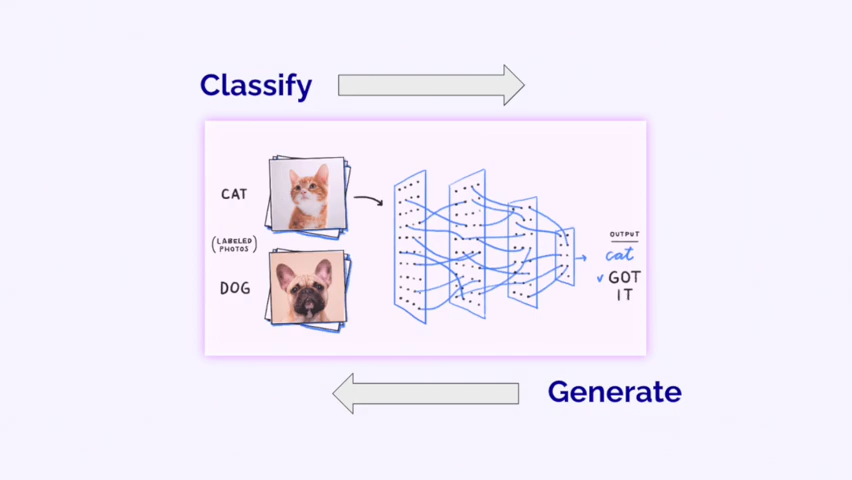 Classify
CAT
(LABELED
PHOTOS)
DOG
OUTPUT
cat
✓ GOT
IT
Generate